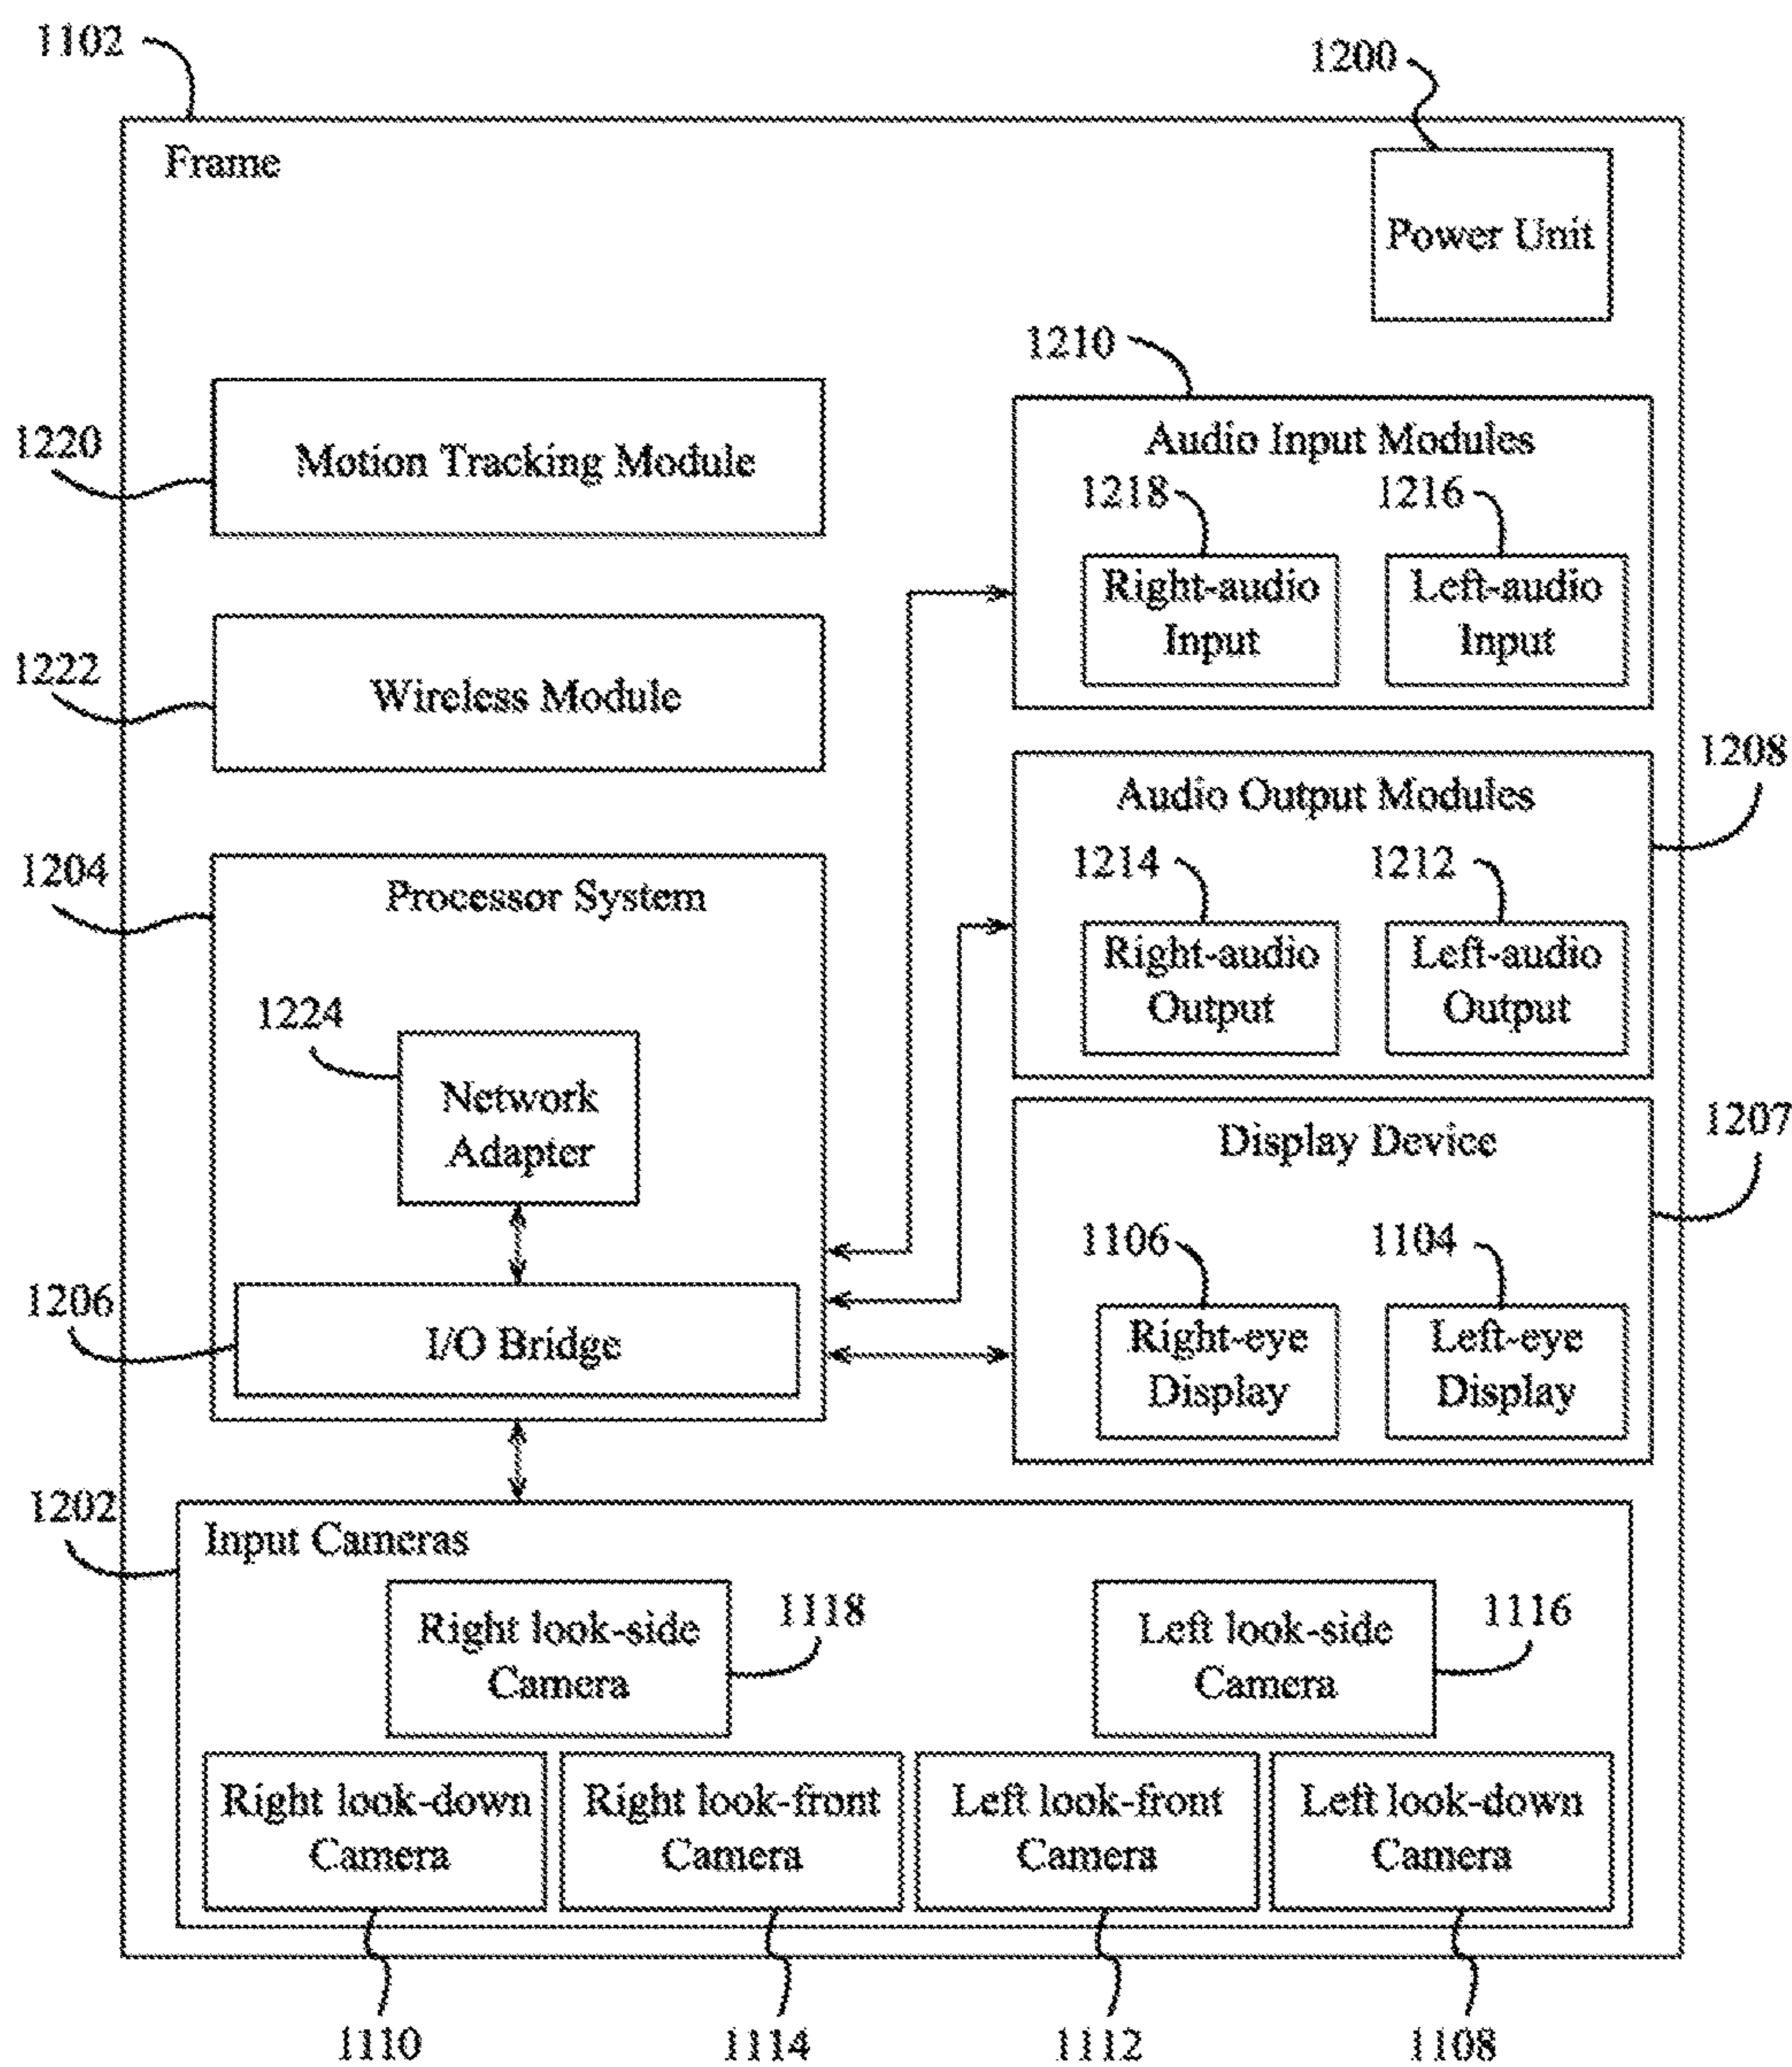 1102
1200
Frame
Power Unit
1210
1220
Motion Tracking Module
Audio Input Modules
1218
1216
Right-audio
Input
Left-audio
Input
1222
Wireless Module
1208
Audio Output Modules
1204
Processor System
1214
1212
Right-audio
Output
Left-audio
Output
1224
Network
Adapter
1207
Display Device
1106
1104
1206
I/O Bridge
Right-eye
Display
Left-eye
Display
1202
Input Cameras
Right look-side
Camera
1118
Left look-side
Camera
1116
Right look-down
Camera
Right look-front
Camera
Left look-front
Camera
Left look-down
Camera
1110
1114
1112
1108